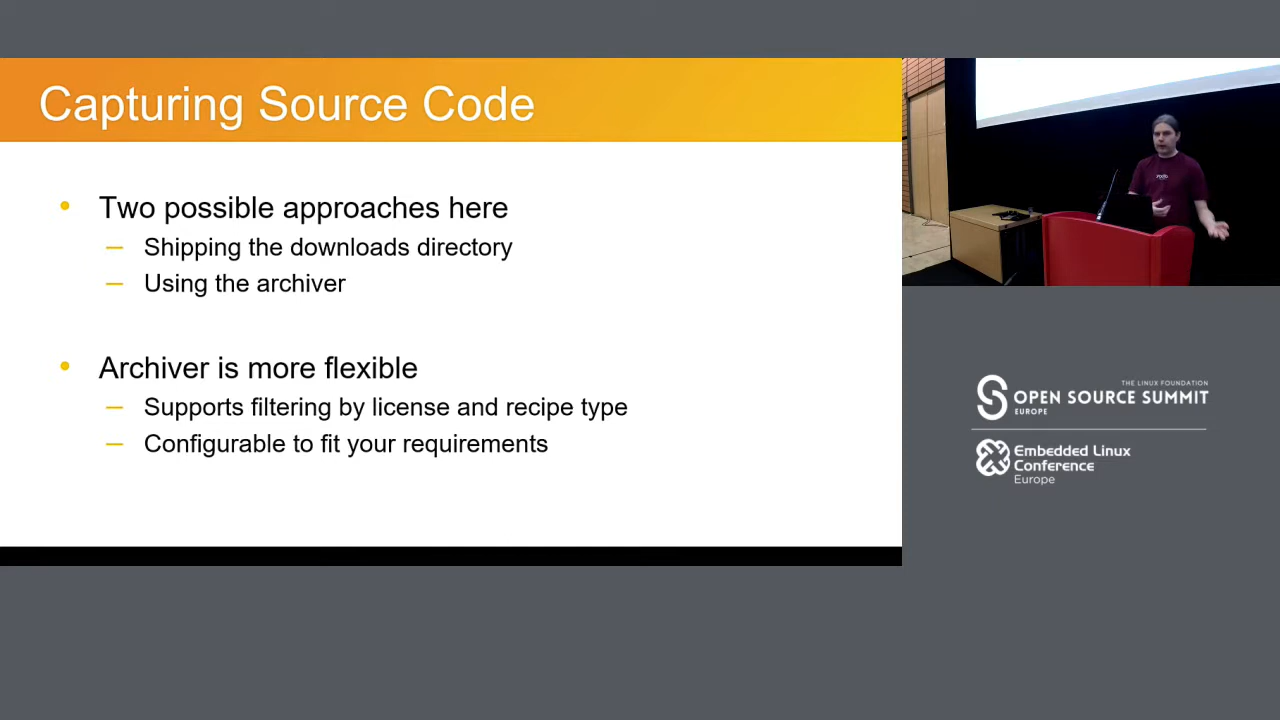 Capturing Source Code
• Two possible approaches here
– Shipping the downloads directory
– Using the archiver
• Archiver is more flexible
– Supports filtering by license and recipe type
– Configurable to fit your requirements
THE LINUX FOUNDATION
OPEN SOURCE SUMMIT
EUROPE
Embedded Linux
Conference
Europe